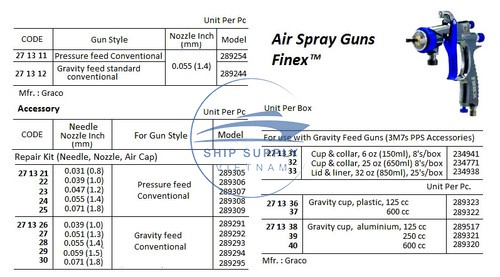 Unit Per Pc
CODE Gun Style Nozzle Inch (mm) Model
27 13 11 Pressure feed Conventional 0.055 (1.4) 289254
27 13 12 Gravity feed standard conventional 289244
Mfr. : Graco
Accessory Unit Per Pc
CODE Needle Nozzle Inch (mm) For Gun Style Model
Repair Kit (Needle, Nozzle, Air Cap)
27 13 21 0.031 (0.8) Pressure feed Conventional 289305
22 0.039 (1.0) 289306
23 0.047 (1.2) 289307
24 0.055 (1.4) 289308
25 0.071 (1.8) 289309
27 13 26 0.039 (1.0) Gravity feed Conventional 289291
27 0.051 (1.3) 289292
28 0.055 (1.4) 289293
29 0.059 (1.5) 289294
30 0.071 (1.8) 289295
Air Spray Guns
Finex™
Unit Per Box
For use with Gravity Feed Guns (3M7s PPS Accessories)
27 13 31 Cup & collar, 6 oz (150ml), 8's/box 234941
32 Cup & collar, 25 oz (650ml) 8's/box 234771
33 Lid & liner, 32 oz (850ml), 25's/box 234938
Unit Per Pc.
27 13 36 Gravity cup, plastic, 125 cc 289323
37 600 cc 289322
27 13 38 Gravity cup, aluminium, 125 cc 289517
39 250 cc 289321
40 600 cc 289320
Mfr. : Graco
SHIP SUPPLY
VIETNAM